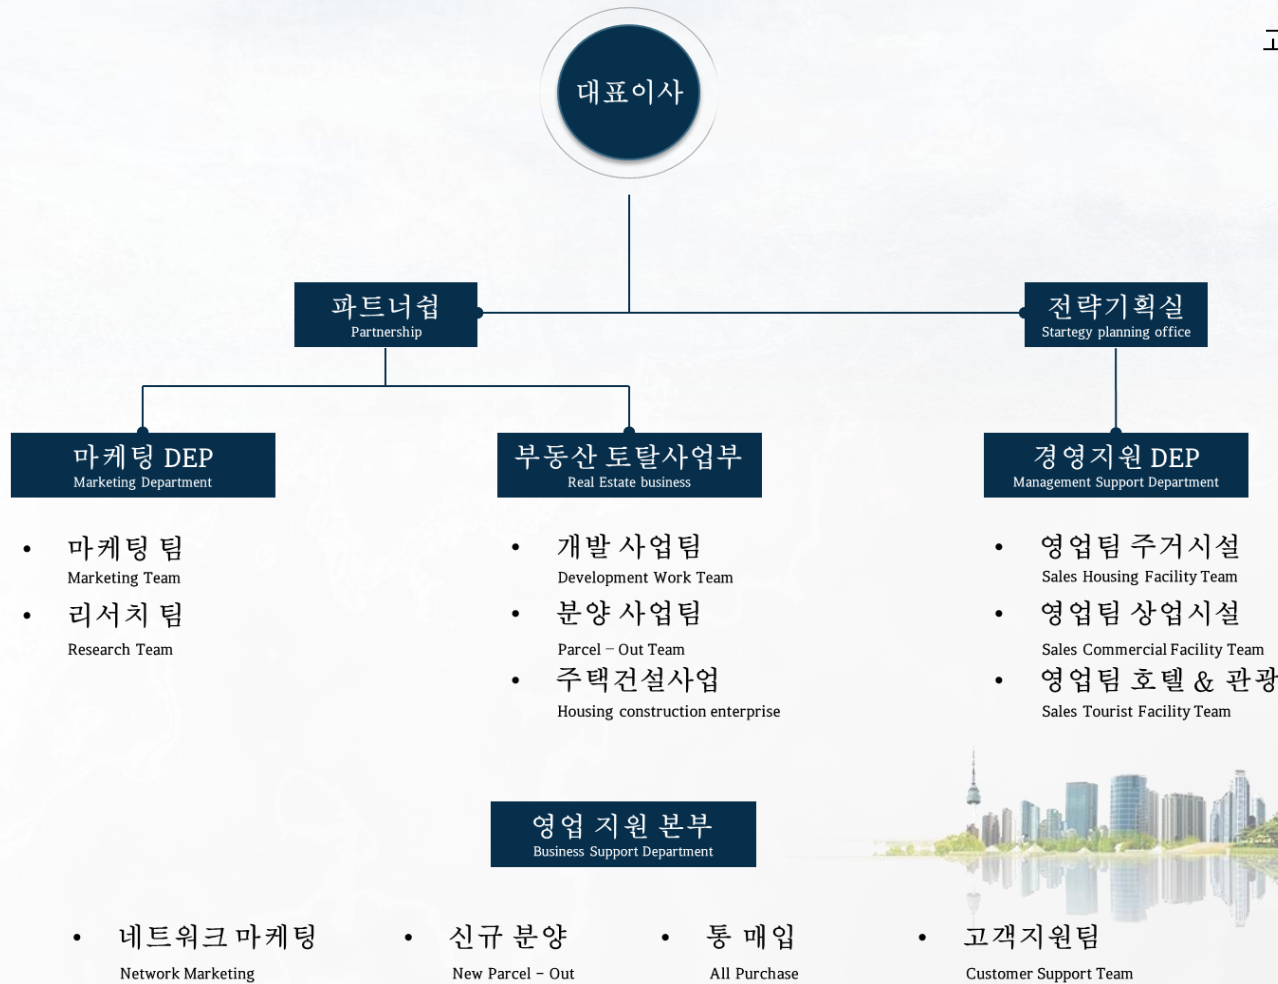 고
대표이사
파트너쉽
Partnership
전략기획실
Startegy planning office
마케팅 DEP
Marketing Department
부동산 토탈사업부
Real Estate business
경영지원 DEP
Management Support Department
• 마케팅 팀
Marketing Team
• 리서치 팀
Research Team
• 개발 사업팀
Development Work Team
• 분양 사업팀
Parcel – Out Team
• 주택건설사업
Housing construction enterprise
• 영업팀 주거시설
Sales Housing Facility Team
• 영업팀 상업시설
Sales Commercial Facility Team
• 영업팀 호텔 & 관광
Sales Tourist Facility Team
영업 지원 본부
Business Support Department
• 네트워크 마케팅
Network Marketing
• 신규 분양
New Parcel – Out
• 통 매입
All Purchase
• 고객지원팀
Customer Support Team